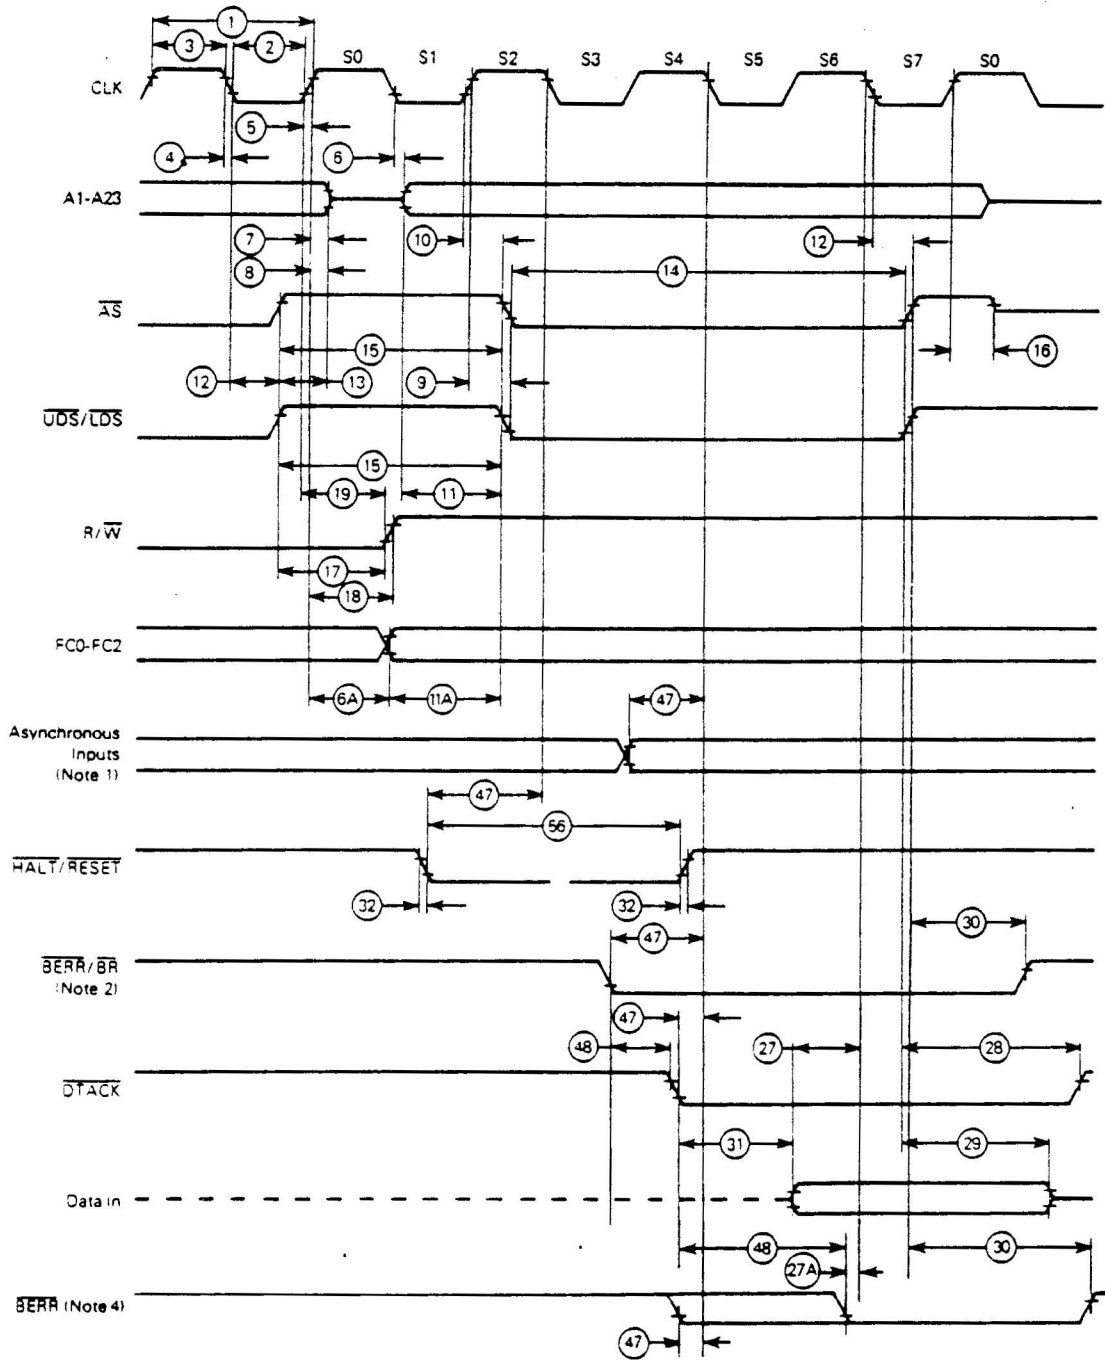 1
3 2 S0 S1 S2 S3 S4 S5 S6 S7 S0
CLK
5
4 6
A1-A23
7 10 12
8 14
AS
15 16
12 13 9
UDS/LDS
15
19 11
R/W
17
18
FC0-FC2
6A 11A 47
Asynchronous
Inputs
(Note 1)
47
56
HALT/RESET
32 32
30
47
BERR/BR
(Note 2)
47
48 27 28
DTACK
31 29
Data in
48 30
27A
BERR (Note 4)
47